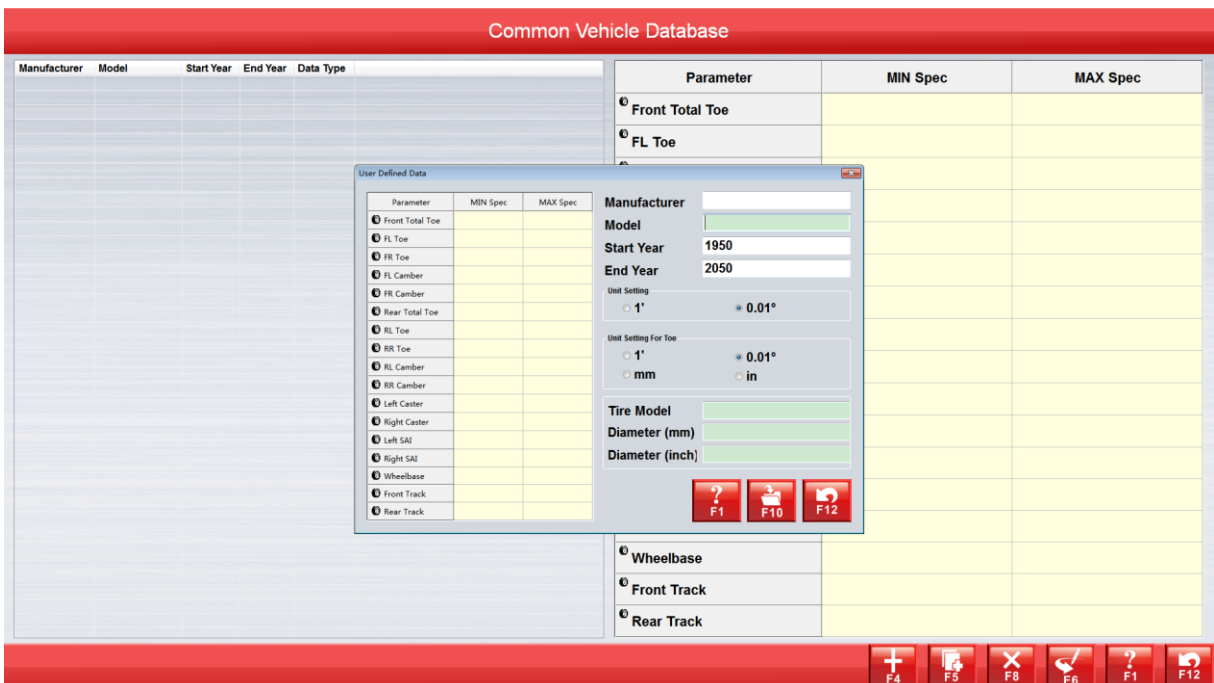 Common Vehicle Database
Manufacturer Model Start Year End Year Data Type
Parameter MIN Spec MAX Spec
Front Total Toe
FL Toe
User Defined Data
Parameter MIN Spec MAX Spec
Front Total Toe
FL Toe
FR Toe
FL Camber
FR Camber
Rear Total Toe
RL Toe
RR Toe
RL Camber
RR Camber
Left Caster
Right Caster
Left SAI
Right SAI
Wheelbase
Front Track
Rear Track
Manufacturer
Model
Start Year 1950
End Year 2050
Unit Setting
1' 0.01°
Unit Setting For Toe
1' 0.01°
mm in
Tire Model
Diameter (mm)
Diameter (inch)
? F1 F10 F12
Wheelbase
Front Track
Rear Track
F4 F5 F8 F6 ? F1 F12